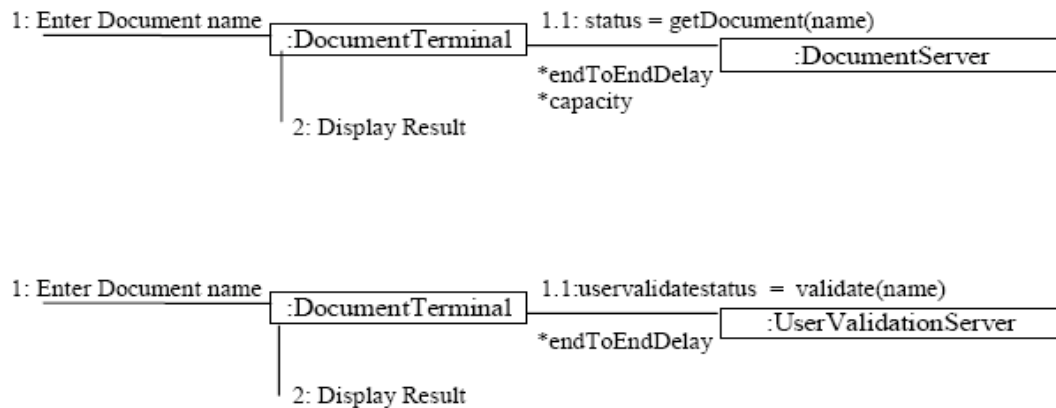 1: Enter Document name
1.1: status = getDocument(name)
:DocumentTerminal
:DocumentServer
*endToEndDelay
*capacity
2: Display Result
1: Enter Document name
1.1:uservalidatestatus = validate(name)
:DocumentTerminal
:UserValidationServer
*endToEndDelay
2: Display Result